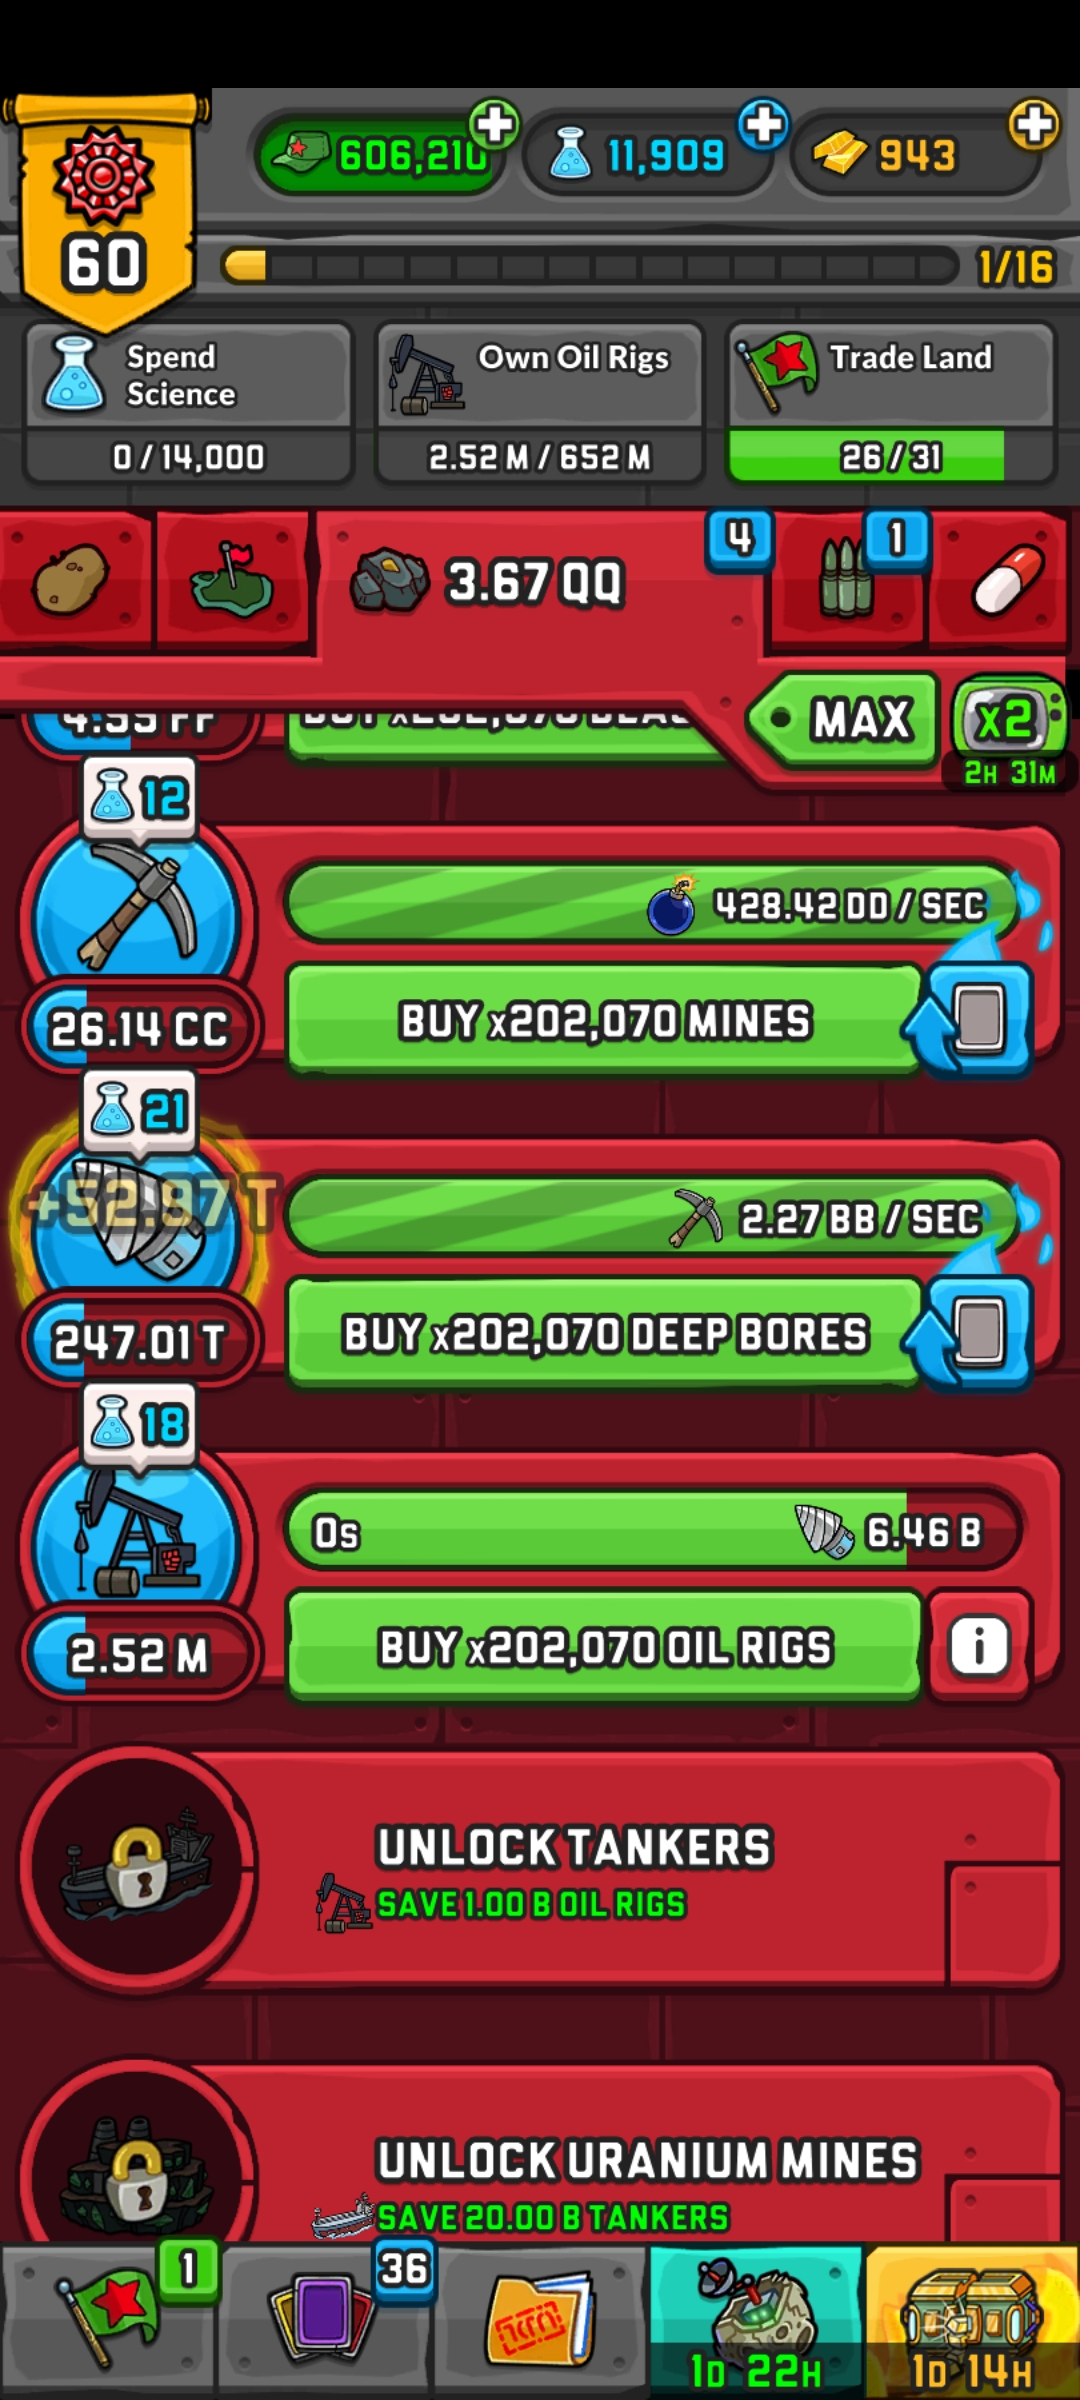 606,210
11,909
943
60
1/16
Spend
Science
0 / 14,000
Own Oil Rigs
2.52 M / 652 M
Trade Land
26 / 31
3.67 QQ
4
1
MAX
x2
2H 31M
12
428.42 DD / SEC
26.14 CC
BUY x202,070 MINES
21
+52.97 T
2.27 BB / SEC
247.01 T
BUY x202,070 DEEP BORES
18
0s
6.46 B
2.52 M
BUY x202,070 OIL RIGS
i
UNLOCK TANKERS
SAVE 1.00 B OIL RIGS
UNLOCK URANIUM MINES
SAVE 20.00 B TANKERS
1
36
1D 22H
1D 14H